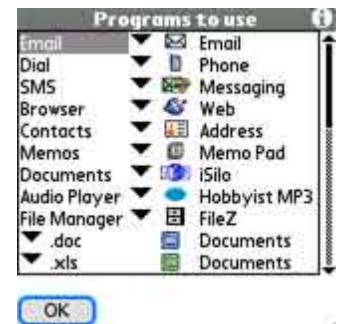 Programs to use
Email Email
Dial Phone
SMS Messaging
Browser Web
Contacts Address
Memos Memo Pad
Documents iSilo
Audio Player Hobbyist MP3
File Manager FileZ
.doc Documents
.xls Documents
OK